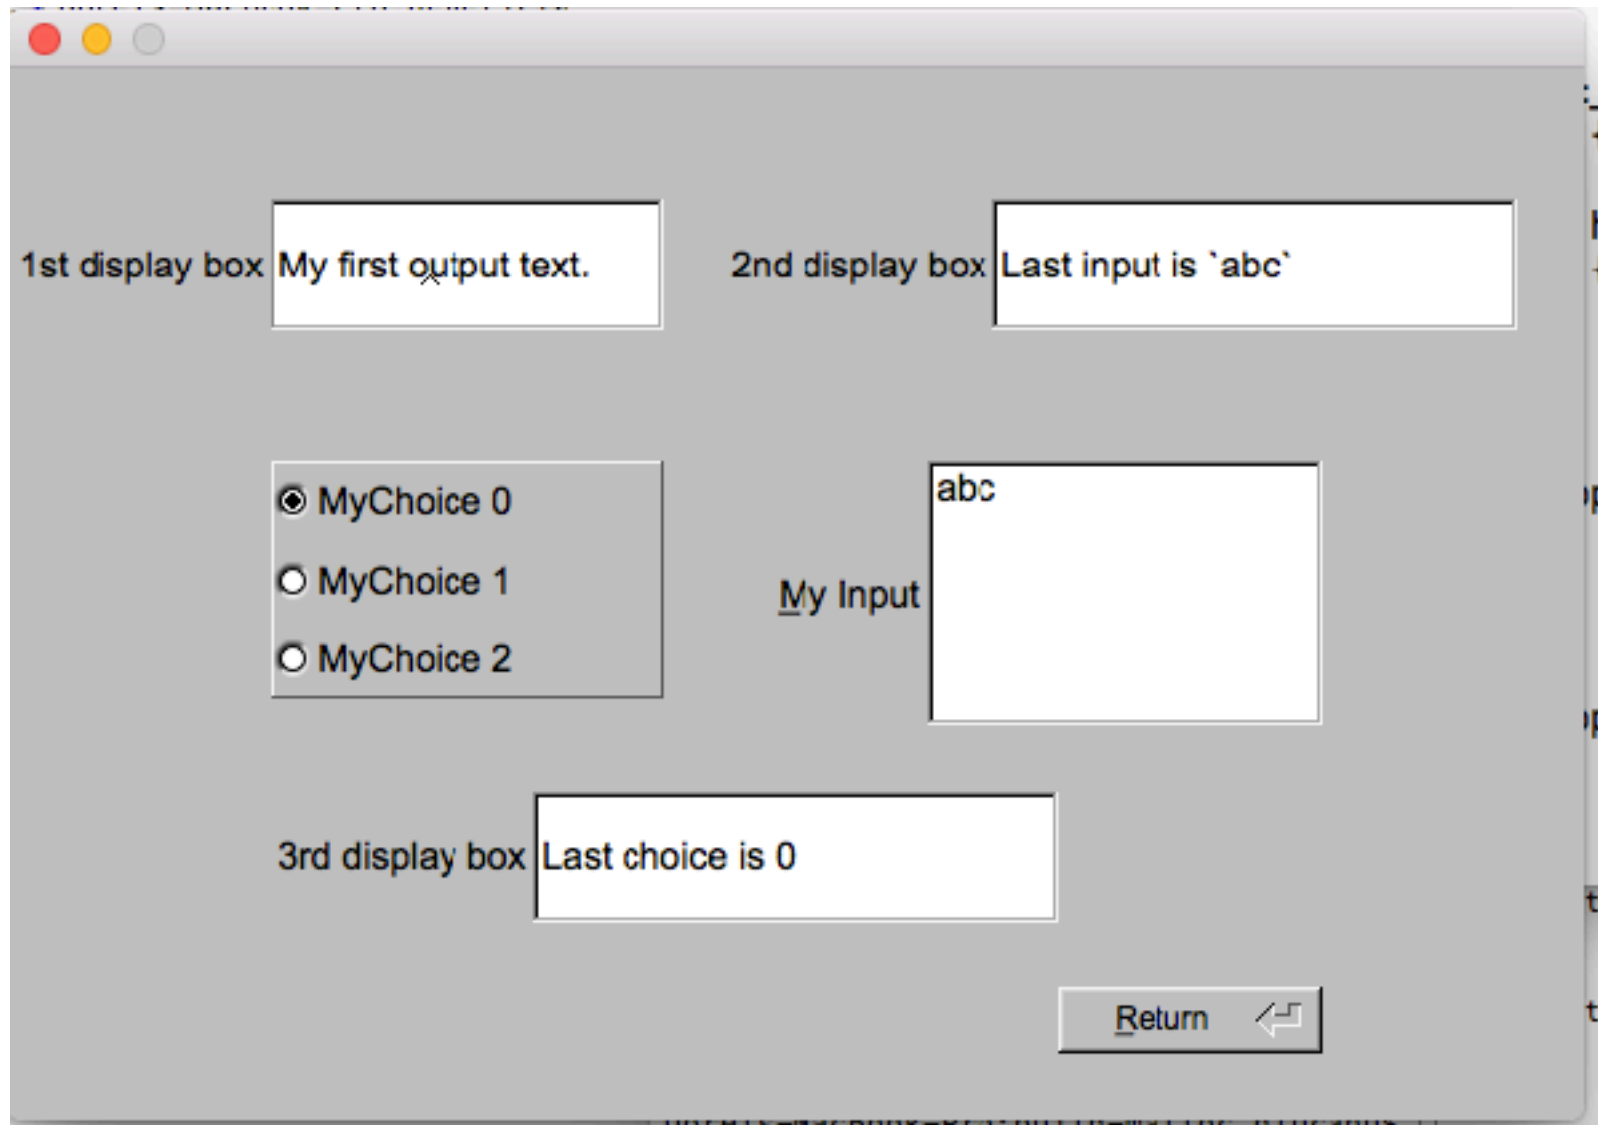 1st display box My first output text. 2nd display box Last input is `abc`
MyChoice 0
MyChoice 1
MyChoice 2
My Input abc
3rd display box Last choice is 0
Return